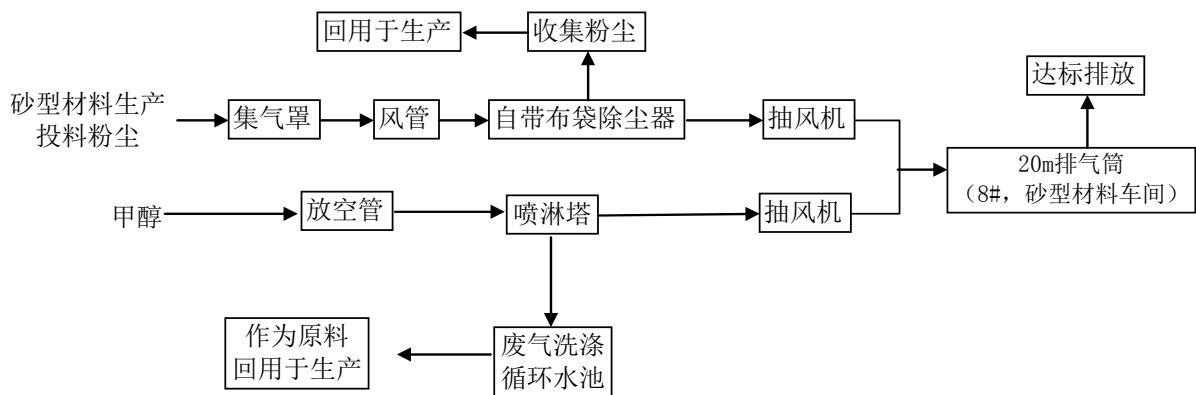 回用于生产
收集粉尘
达标排放
砂型材料生产
投料粉尘
集气罩
风管
自带布袋除尘器
抽风机
20m排气筒
（8#，砂型材料车间）
甲醇
放空管
喷淋塔
抽风机
作为原料
回用于生产
废气洗涤
循环水池